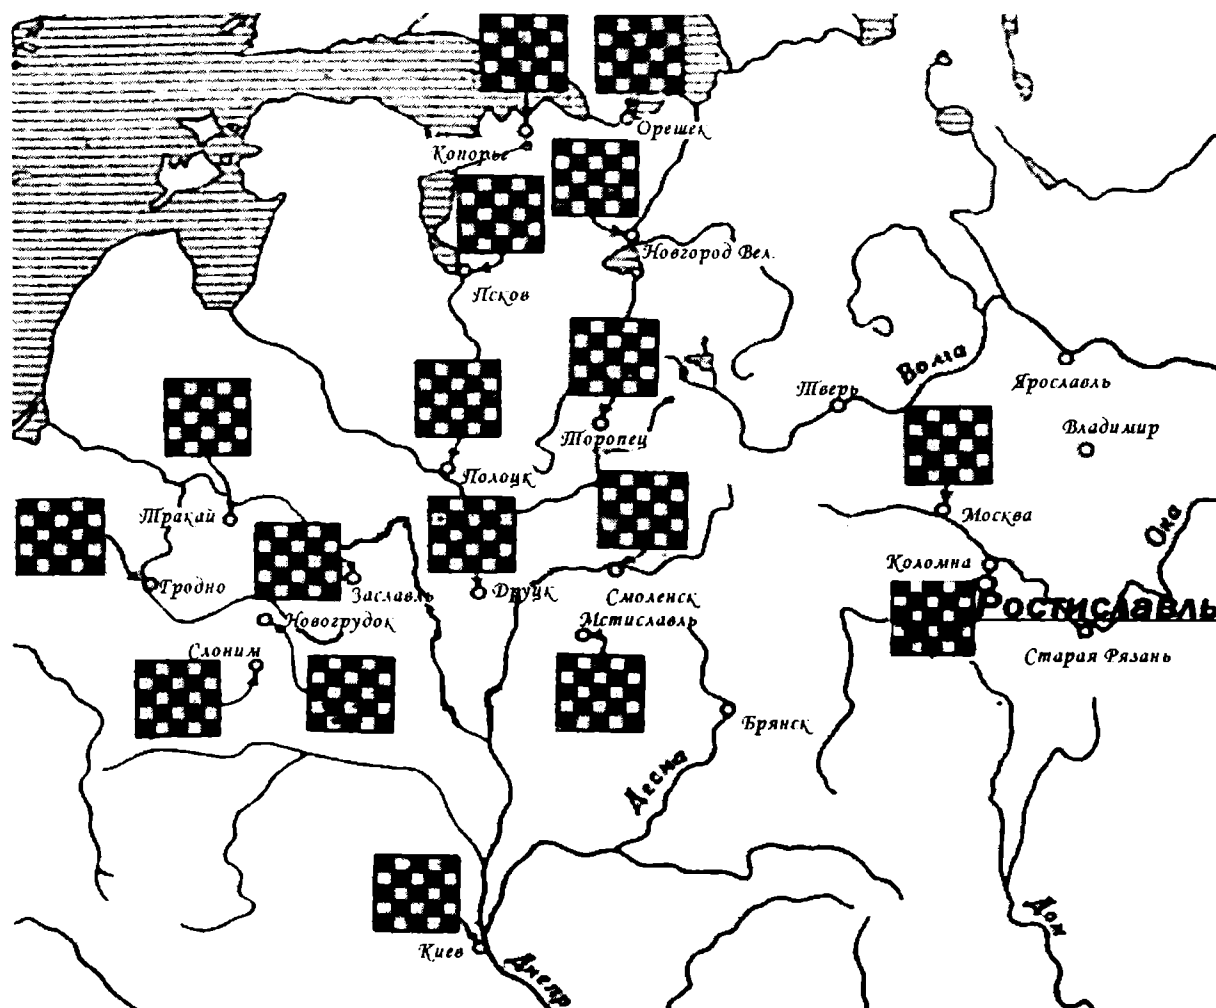 Орешек
Копорье
Новгород Вел.
Псков
Волга
Тверь
Ярославль
Владимир
Торопец
Полоцк
Тракай
Москва
Ока
Коломна
Гродно
Заславль
Друцк
Смоленск
Ростиславль
Новогрудок
Мстиславль
Слоним
Старая Рязань
Брянск
Десна
Дон
Киев
Днепр